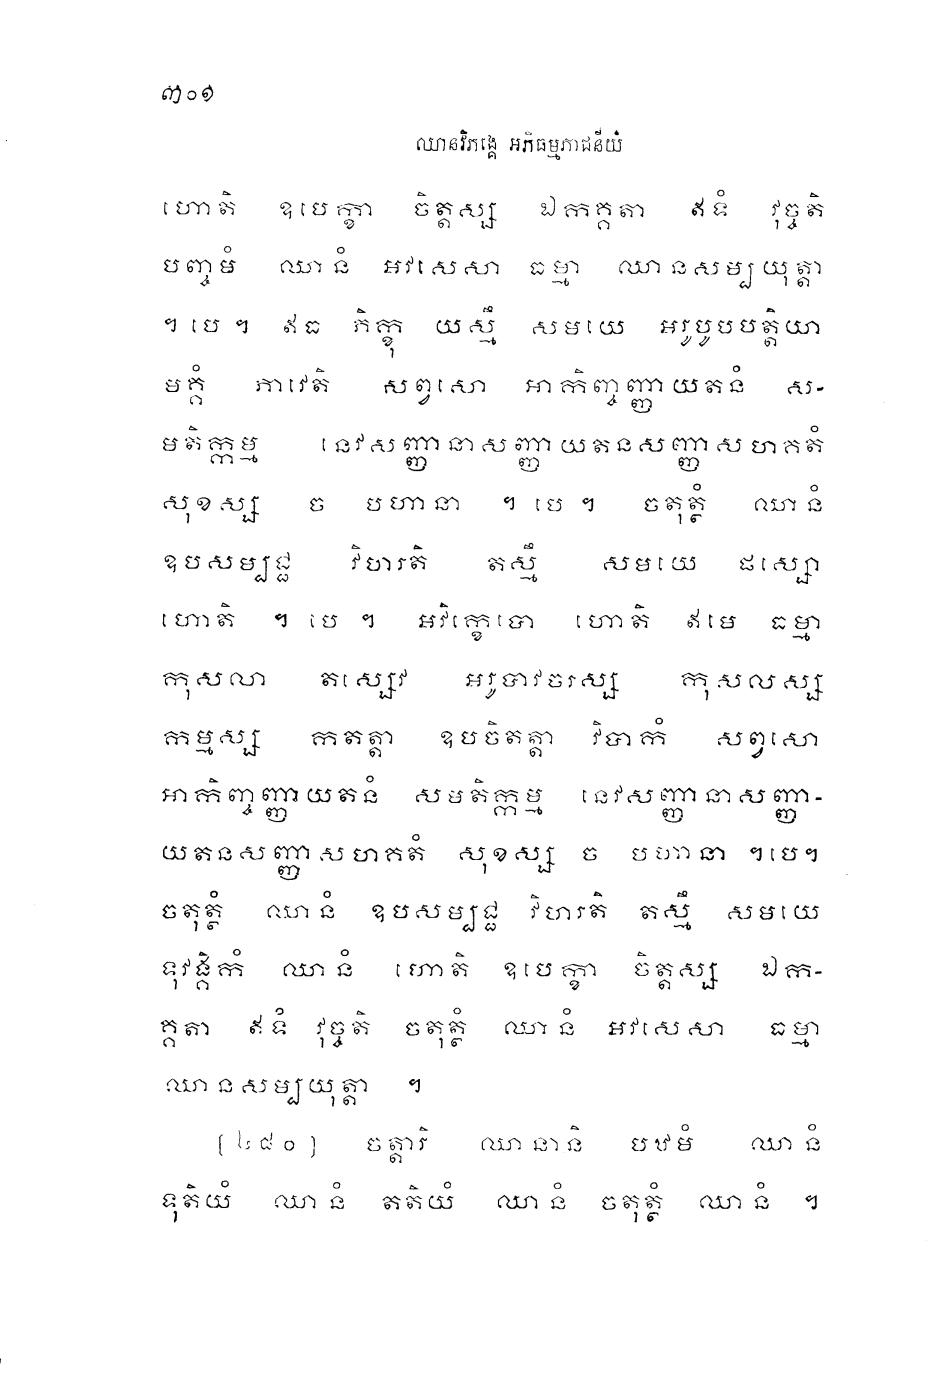 ៣០១
ឈានវិភង្គេ អភិធម្មភាជនីយំ
ហោតិ ឧបេក្ខា ចិត្តស្ស ឯកគ្គតា ឥទំ វុច្ចតិ
បញ្ចមំ ឈានំ អវសេសា ធម្មា ឈានសម្បយុត្តា
។ បេ ។ ឥធ ភិក្ខុ យស្មឹ សមយេ អរូបូបបត្តិយា
មគ្គំ ភាវេតិ សព្វសោ អាកិញ្ចញ្ញាយតនំ ស-
មតិក្កម្ម នេវសញ្ញានាសញ្ញាយតនសញ្ញាសហគតំ
សុខស្ស ច បហានា ។ បេ ។ ចតុត្ថំ ឈានំ
ឧបសម្បជ្ជ វិហរតិ តស្មឹ សមយេ ផស្សោ
ហោតិ ។ បេ ។ អវិក្ខេបោ ហោតិ ឥមេ ធម្មា
កុសលា តស្សេវ អរូបាវចរស្ស កុសលស្ស
កម្មស្ស កតត្តា ឧបចិតត្តា វិបាកំ សព្វសោ
អាកិញ្ចញ្ញាយតនំ សមតិក្កម្ម នេវសញ្ញានាសញ្ញា-
យតនសញ្ញាសហគតំ សុខស្ស ច បហានា ។បេ។
ចតុត្ថំ ឈានំ ឧបសម្បជ្ជ វិហរតិ តស្មឹ សមយេ
ទុវង្គិកំ ឈានំ ហោតិ ឧបេក្ខា ចិត្តស្ស ឯក-
គ្គតា ឥទំ វុច្ចតិ ចតុត្ថំ ឈានំ អវសេសា ធម្មា
ឈានសម្បយុត្តា ។
[៤៨០] ចត្តារិ ឈានានិ បឋមំ ឈានំ
ទុតិយំ ឈានំ តតិយំ ឈានំ ចតុត្ថំ ឈានំ ។